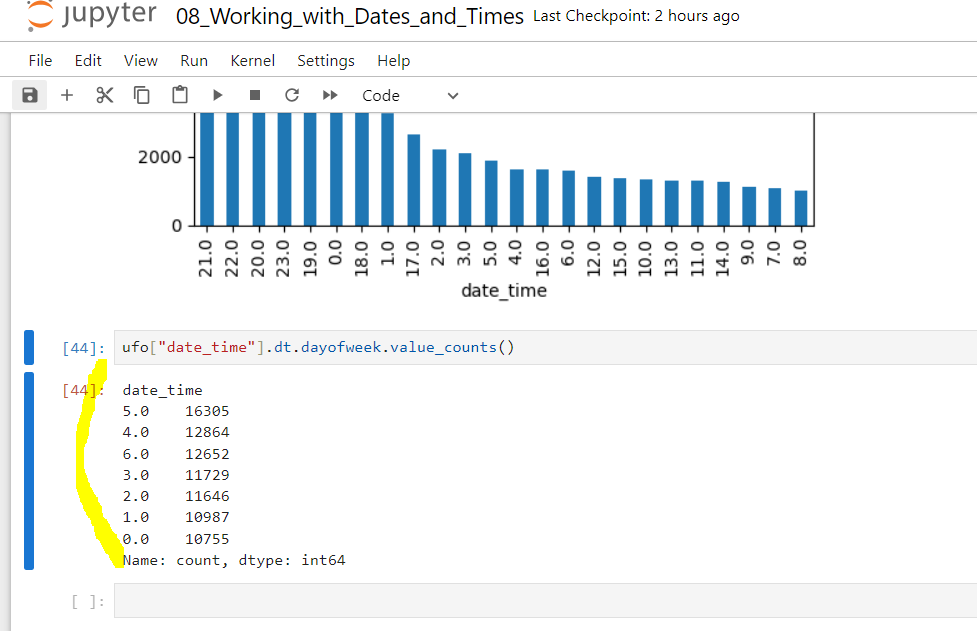 jupyter 08_Working_with_Dates_and_Times Last Checkpoint: 2 hours ago
File Edit View Run Kernel Settings Help
Code
2000
0
21.0 22.0 20.0 23.0 19.0 0.0 18.0 1.0 17.0 2.0 3.0 5.0 4.0 16.0 6.0 12.0 15.0 10.0 13.0 11.0 14.0 9.0 7.0 8.0
date_time
[44]: ufo["date_time"].dt.dayofweek.value_counts()
[44]: date_time
5.0 16305
4.0 12864
6.0 12652
3.0 11729
2.0 11646
1.0 10987
0.0 10755
Name: count, dtype: int64
[ ]: